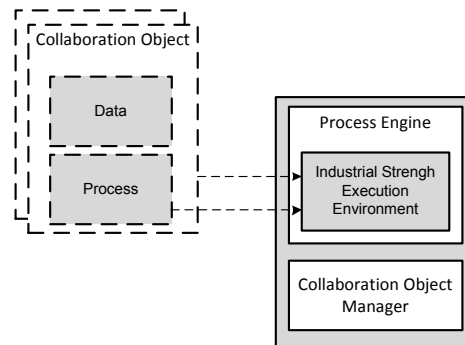 Collaboration Object
Data
Process
Process Engine
Industrial Strengh
Execution
Environment
Collaboration Object
Manager